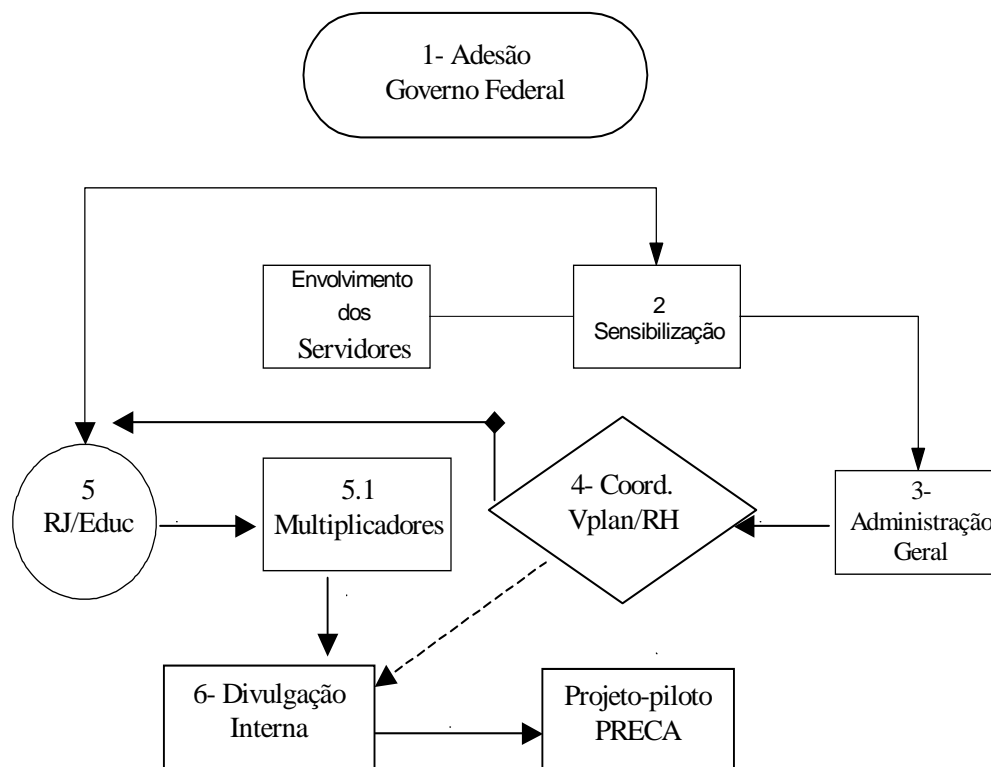 1- Adesão
Governo Federal
Envolvimento
dos
Servidores
2
Sensibilização
5
RJ/Educ
5.1
Multiplicadores
4- Coord.
Vplan/RH
3-
Administração
Geral
6- Divulgação
Interna
Projeto-piloto
PRECA